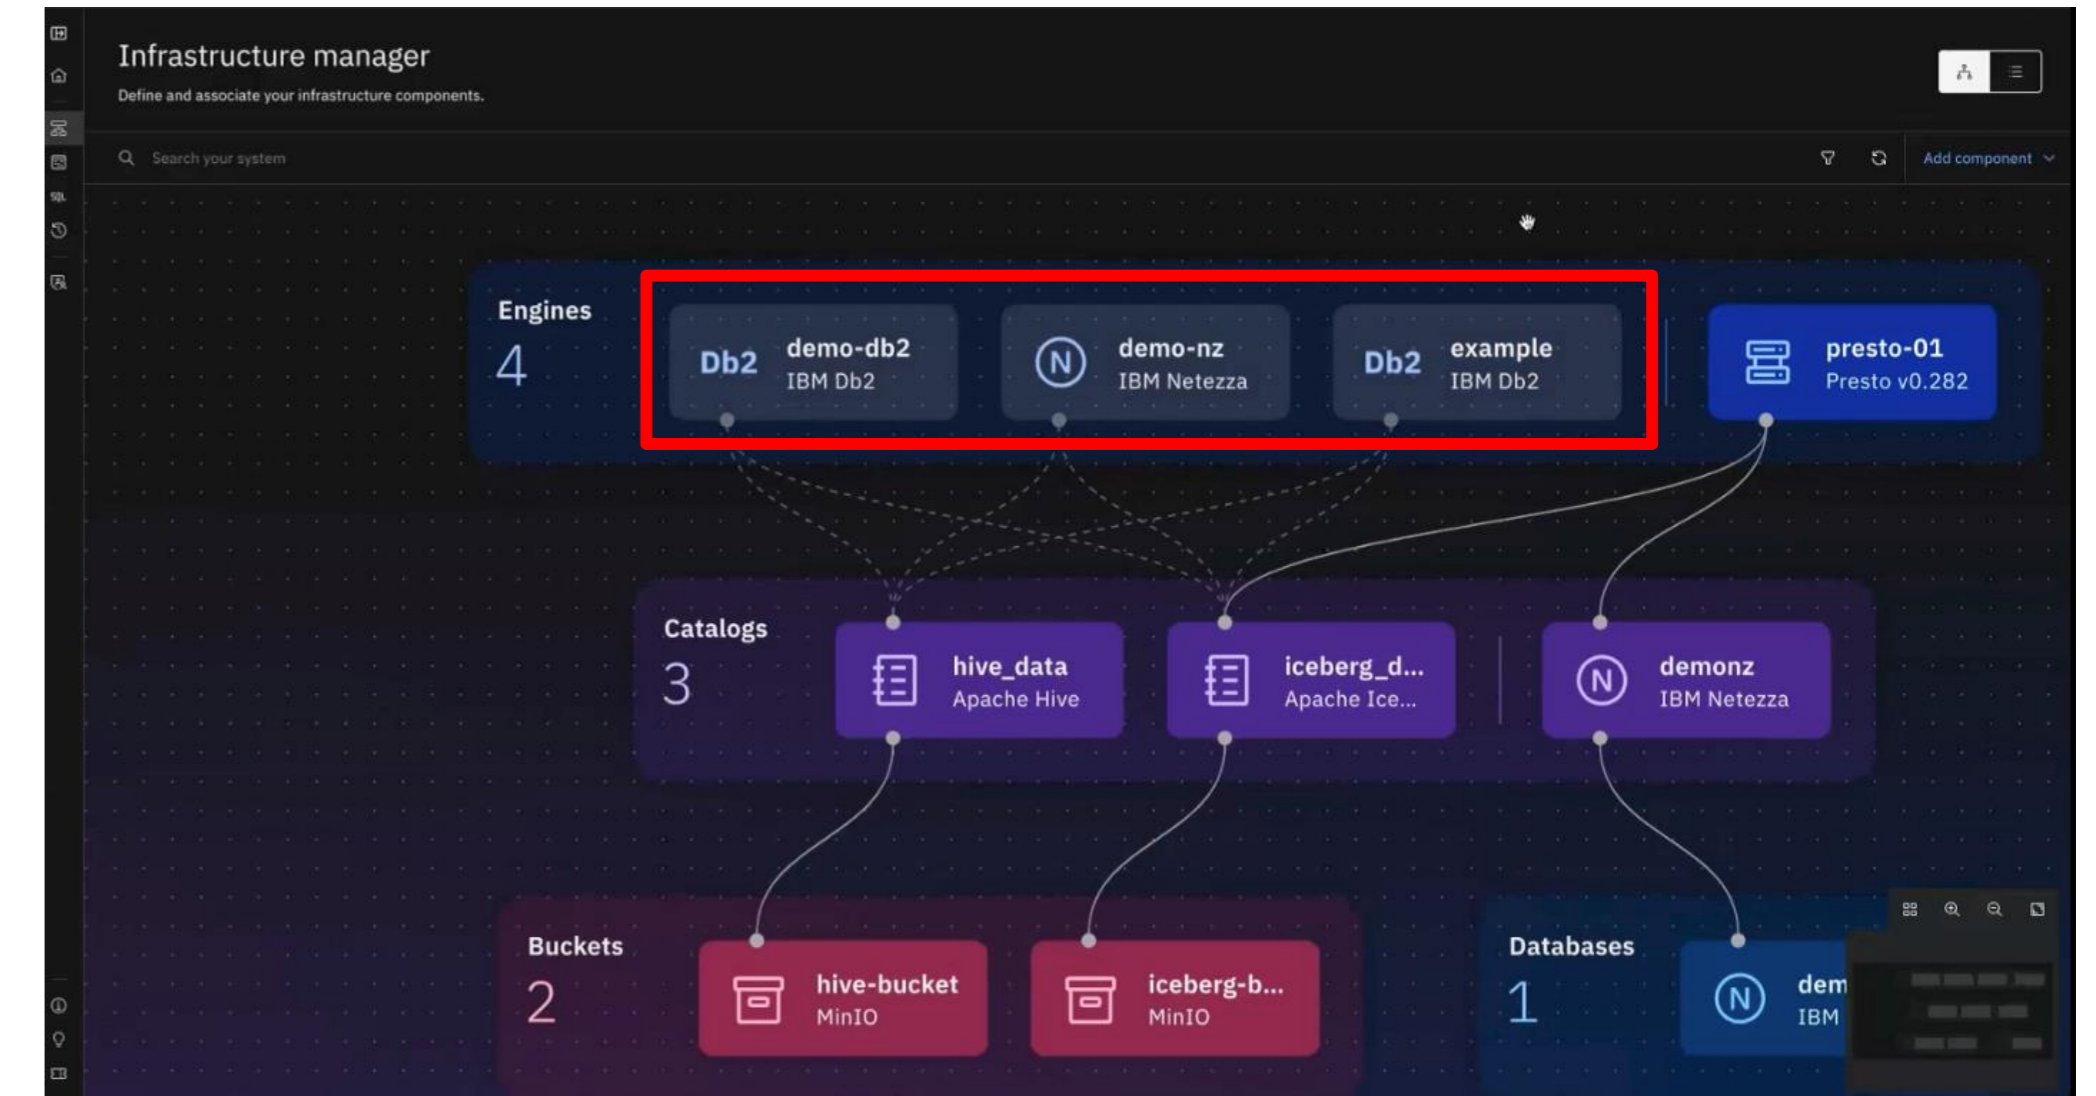 Infrastructure manager
Define and associate your infrastructure components.
Search your system
Add component
SQL
Engines
4
Db2
demo-db2
IBM Db2
N
demo-nz
IBM Netezza
Db2
example
IBM Db2
presto-01
Presto v0.282
Catalogs
3
hive_data
Apache Hive
iceberg_d...
Apache Ice...
N
demonz
IBM Netezza
Buckets
2
hive-bucket
MinIO
iceberg-b...
MinIO
Databases
1
N
dem
IBM